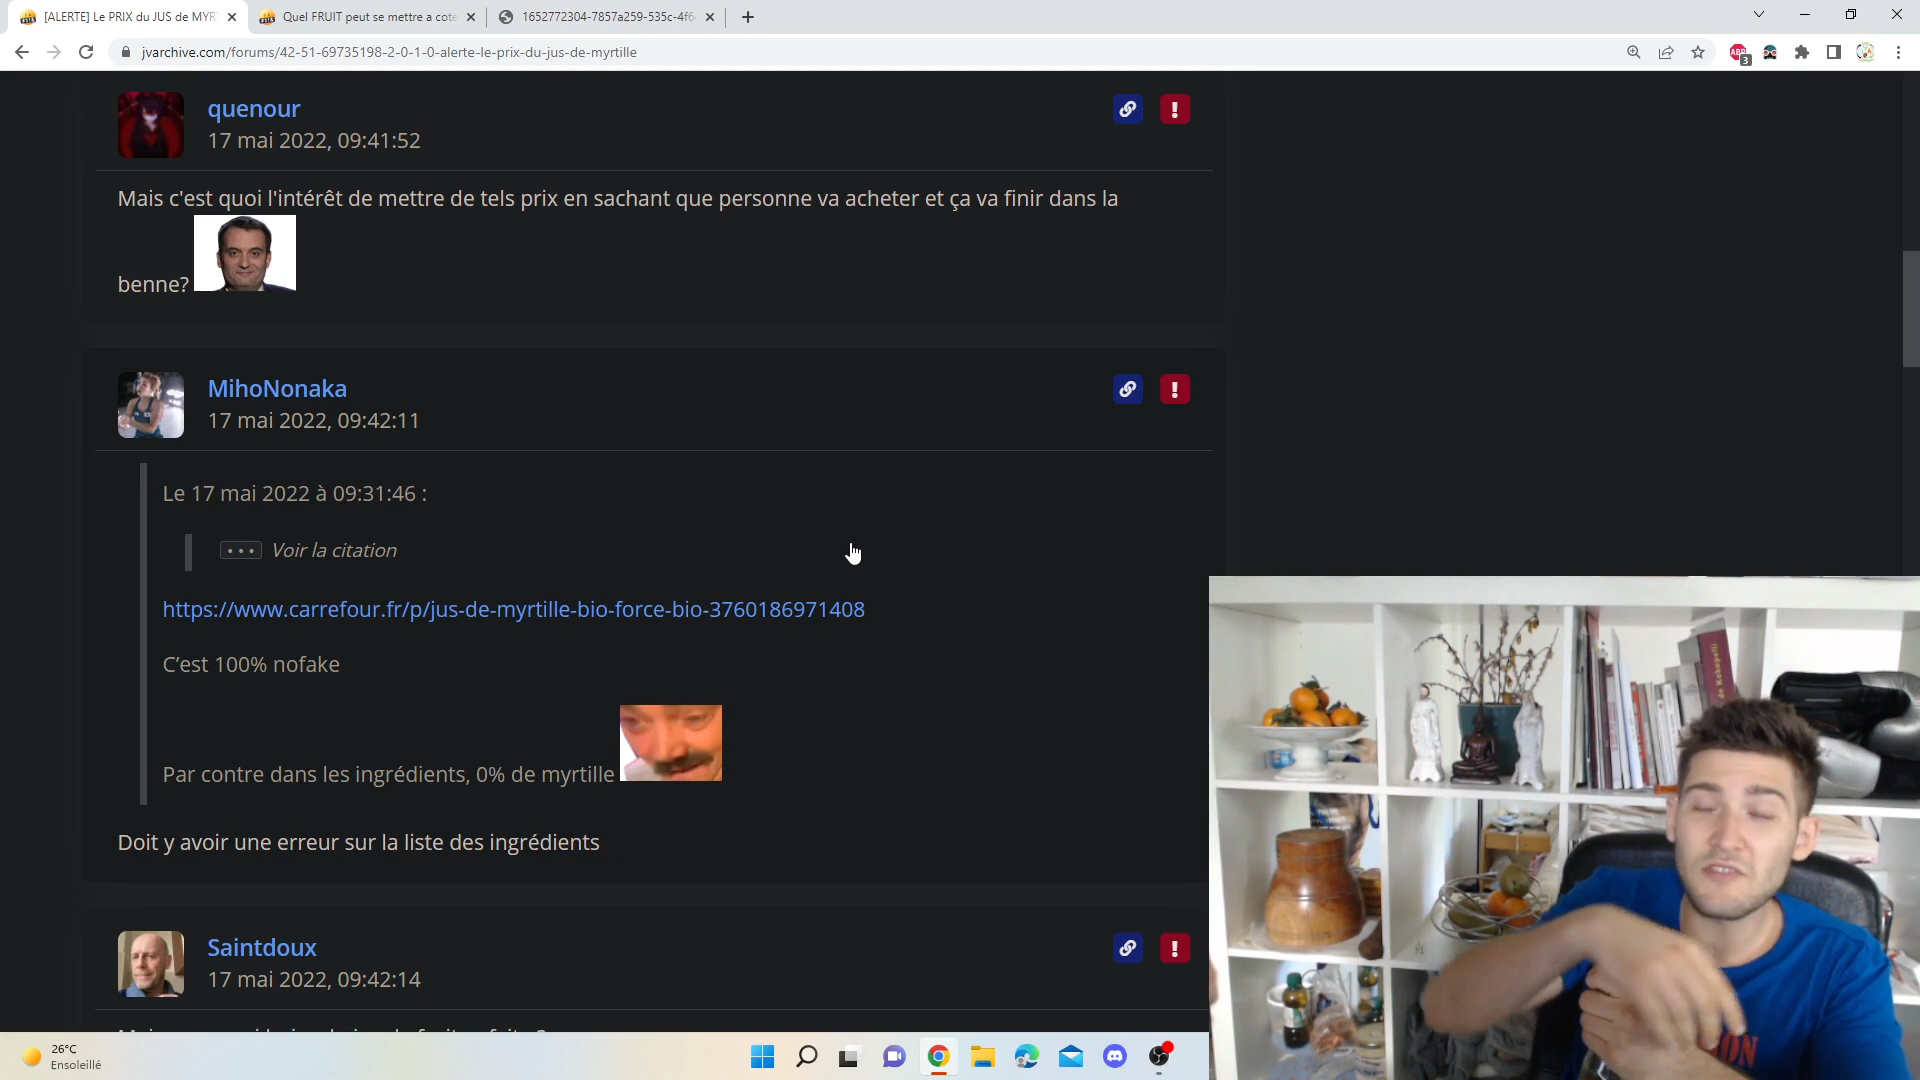 [ALERTE] Le PRIX du JUS de MYR
Quel FRUIT peut se mettre a cote
1652772304-7857a259-535c-4f6
jvarchive.com/forums/42-51-69735198-2-0-1-0-alerte-le-prix-du-jus-de-myrtille
ABP
3
quenour
17 mai 2022, 09:41:52
Mais c'est quoi l'intérêt de mettre de tels prix en sachant que personne va acheter et ça va finir dans la
benne?
MihoNonaka
17 mai 2022, 09:42:11
Le 17 mai 2022 à 09:31:46 :
Voir la citation
https://www.carrefour.fr/p/jus-de-myrtille-bio-force-bio-3760186971408
C'est 100% nofake
Par contre dans les ingrédients, 0% de myrtille
Doit y avoir une erreur sur la liste des ingrédients
Saintdoux
17 mai 2022, 09:42:14
26°C
Ensoleillé